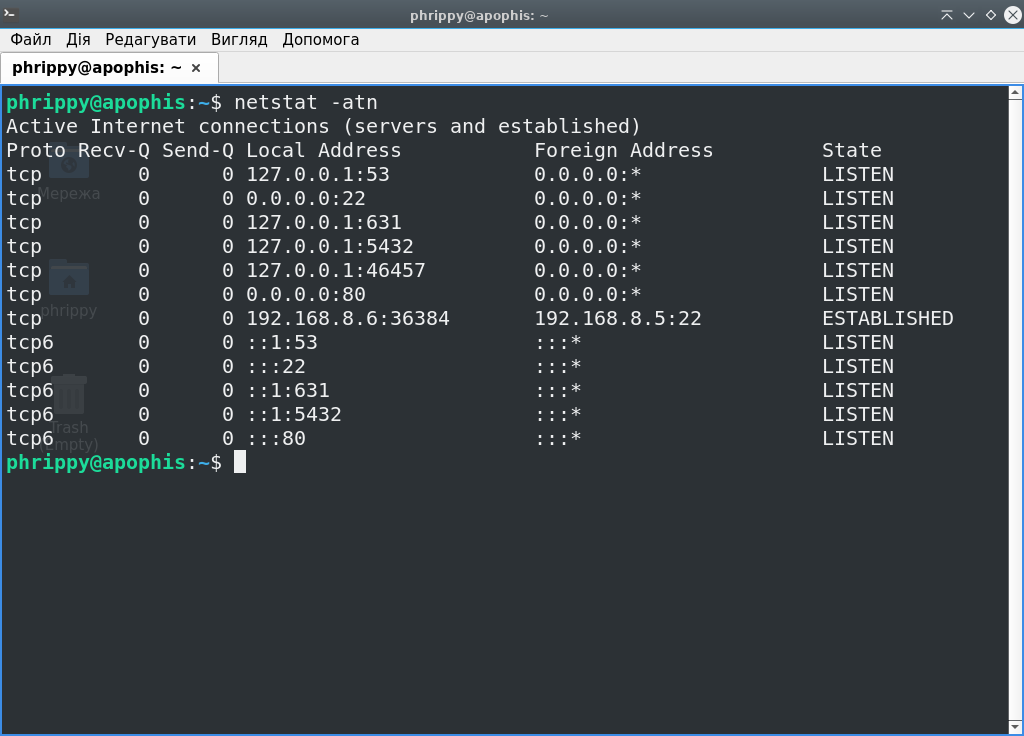 phrippy@apophis: ~
Файл Дія Редагувати Вигляд Допомога
phrippy@apophis: ~ ×
phrippy@apophis:~$ netstat -atn
Active Internet connections (servers and established)
Proto Recv-Q Send-Q Local Address           Foreign Address         State
tcp        0      0 127.0.0.1:53            0.0.0.0:*               LISTEN
tcp        0      0 0.0.0.0:22              0.0.0.0:*               LISTEN
tcp        0      0 127.0.0.1:631           0.0.0.0:*               LISTEN
tcp        0      0 127.0.0.1:5432          0.0.0.0:*               LISTEN
tcp        0      0 127.0.0.1:46457         0.0.0.0:*               LISTEN
tcp        0      0 0.0.0.0:80              0.0.0.0:*               LISTEN
tcp        0      0 192.168.8.6:36384       192.168.8.5:22          ESTABLISHED
tcp6       0      0 ::1:53                  :::*                    LISTEN
tcp6       0      0 :::22                   :::*                    LISTEN
tcp6       0      0 ::1:631                 :::*                    LISTEN
tcp6       0      0 ::1:5432                :::*                    LISTEN
tcp6       0      0 :::80                   :::*                    LISTEN
phrippy@apophis:~$
Мережа
phrippy
Trash
(Empty)